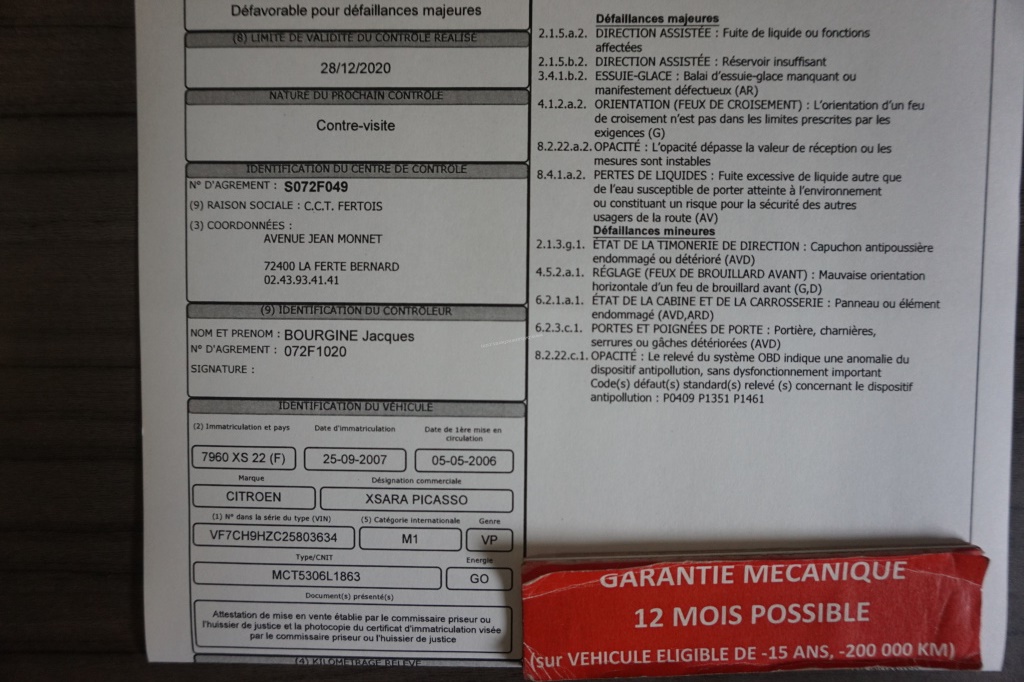 Défavorable pour défaillances majeures
(8) LIMITE DE VALIDITÉ DU CONTRÔLE RÉALISÉ
28/12/2020
NATURE DU PROCHAIN CONTRÔLE
Contre-visite
IDENTIFICATION DU CENTRE DE CONTRÔLE
N° D'AGREMENT : S072F049
(9) RAISON SOCIALE : C.C.T. FERTOIS
(3) COORDONNÉES :
AVENUE JEAN MONNET
72400 LA FERTE BERNARD
02.43.93.41.41
(9) IDENTIFICATION DU CONTRÔLEUR
NOM ET PRENOM : BOURGINE Jacques
N° D'AGREMENT : 072F1020
SIGNATURE :
IDENTIFICATION DU VÉHICULE
(2) Immatriculation et pays
Date d'immatriculation
Date de 1ère mise en
circulation
7960 XS 22 (F)
25-09-2007
05-05-2006
Marque
Désignation commerciale
CITROEN
XSARA PICASSO
(1) N° dans la série du type (VIN)
(5) Catégorie internationale
Genre
VF7CH9HZC25803634
M1
VP
Type/CNIT
Energie
MCT5306L1863
GO
Document(s) présenté(s)
Attestation de mise en vente établie par le commissaire priseur ou
l'huissier de justice et la photocopie du certificat d'immatriculation visée
par le commissaire priseur ou l'huissier de justice
(4) KILOMÉTRAGE RELEVÉ
Défaillances majeures
2.1.5.a.2. DIRECTION ASSISTÉE : Fuite de liquide ou fonctions
affectées
2.1.5.b.2. DIRECTION ASSISTÉE : Réservoir insuffisant
3.4.1.b.2. ESSUIE-GLACE : Balai d'essuie-glace manquant ou
manifestement défectueux (AR)
4.1.2.a.2. ORIENTATION (FEUX DE CROISEMENT) : L'orientation d'un feu
de croisement n'est pas dans les limites prescrites par les
exigences (G)
8.2.22.a.2. OPACITÉ : L'opacité dépasse la valeur de réception ou les
mesures sont instables
8.4.1.a.2. PERTES DE LIQUIDES : Fuite excessive de liquide autre que
de l'eau susceptible de porter atteinte à l'environnement
ou constituant un risque pour la sécurité des autres
usagers de la route (AV)
Défaillances mineures
2.1.3.g.1. ÉTAT DE LA TIMONERIE DE DIRECTION : Capuchon antipoussière
endommagé ou détérioré (AVD)
4.5.2.a.1. RÉGLAGE (FEUX DE BROUILLARD AVANT) : Mauvaise orientation
horizontale d'un feu de brouillard avant (G,D)
6.2.1.a.1. ÉTAT DE LA CABINE ET DE LA CARROSSERIE : Panneau ou élément
endommagé (AVD,ARD)
6.2.3.c.1. PORTES ET POIGNÉES DE PORTE : Portière, charnières,
serrures ou gâches détériorées (AVD)
8.2.22.c.1. OPACITÉ : Le relevé du système OBD indique une anomalie du
dispositif antipollution, sans dysfonctionnement important
Code(s) défaut(s) standard(s) relevé (s) concernant le dispositif
antipollution : P0409 P1351 P1461
GARANTIE MECANIQUE
12 MOIS POSSIBLE
(sur VEHICULE ELIGIBLE DE -15 ANS, -200 000 KM)